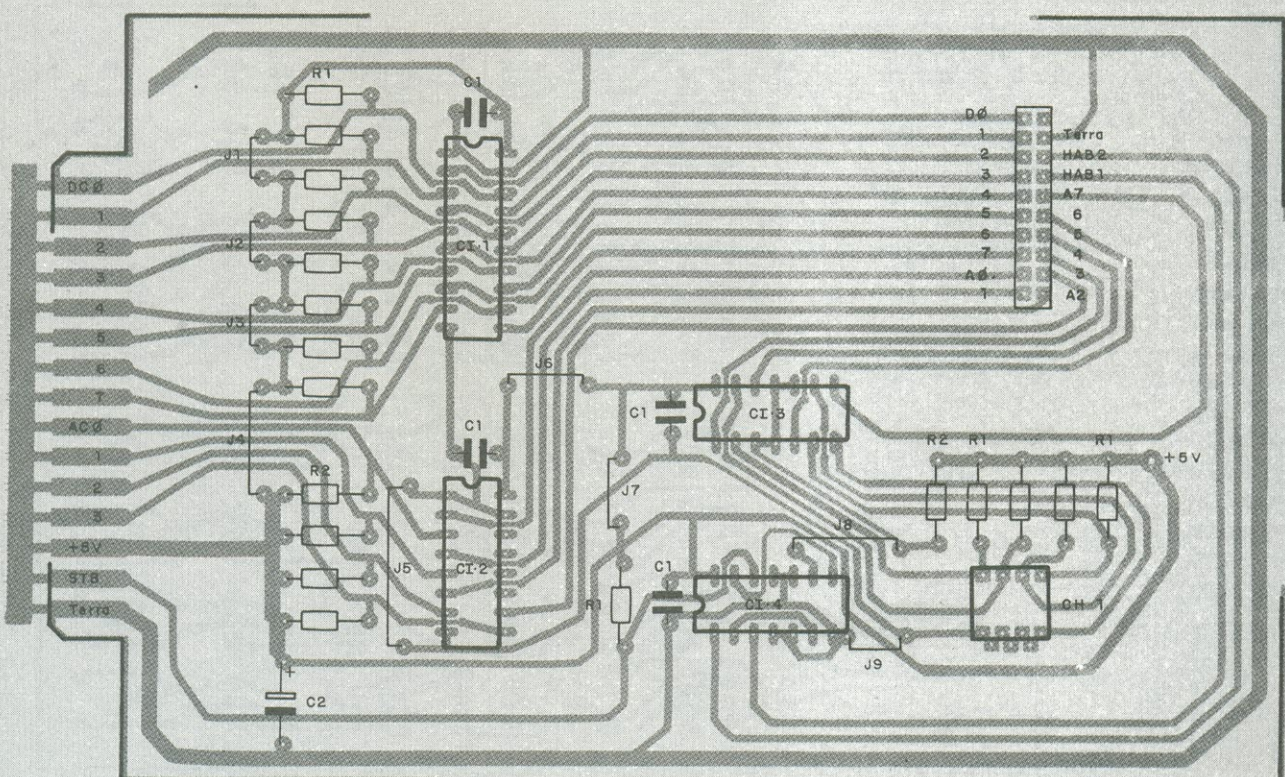 R1
C1
J1
J2
J3
J4
DCØ
1
2
3
4
5
6
7
ACØ
1
2
3
+5V
STB
Terra
CI-1
DØ
1
2
3
4
5
6
7
AØ
1
Terra
HAB2
HAB1
A7
6
5
4
3
A2
J6
C1
CI-3
C1
R2
J5
CI-2
J7
R2
R1
R1
+5V
J8
R1
C1
CI-4
CH 1
J9
+
C2